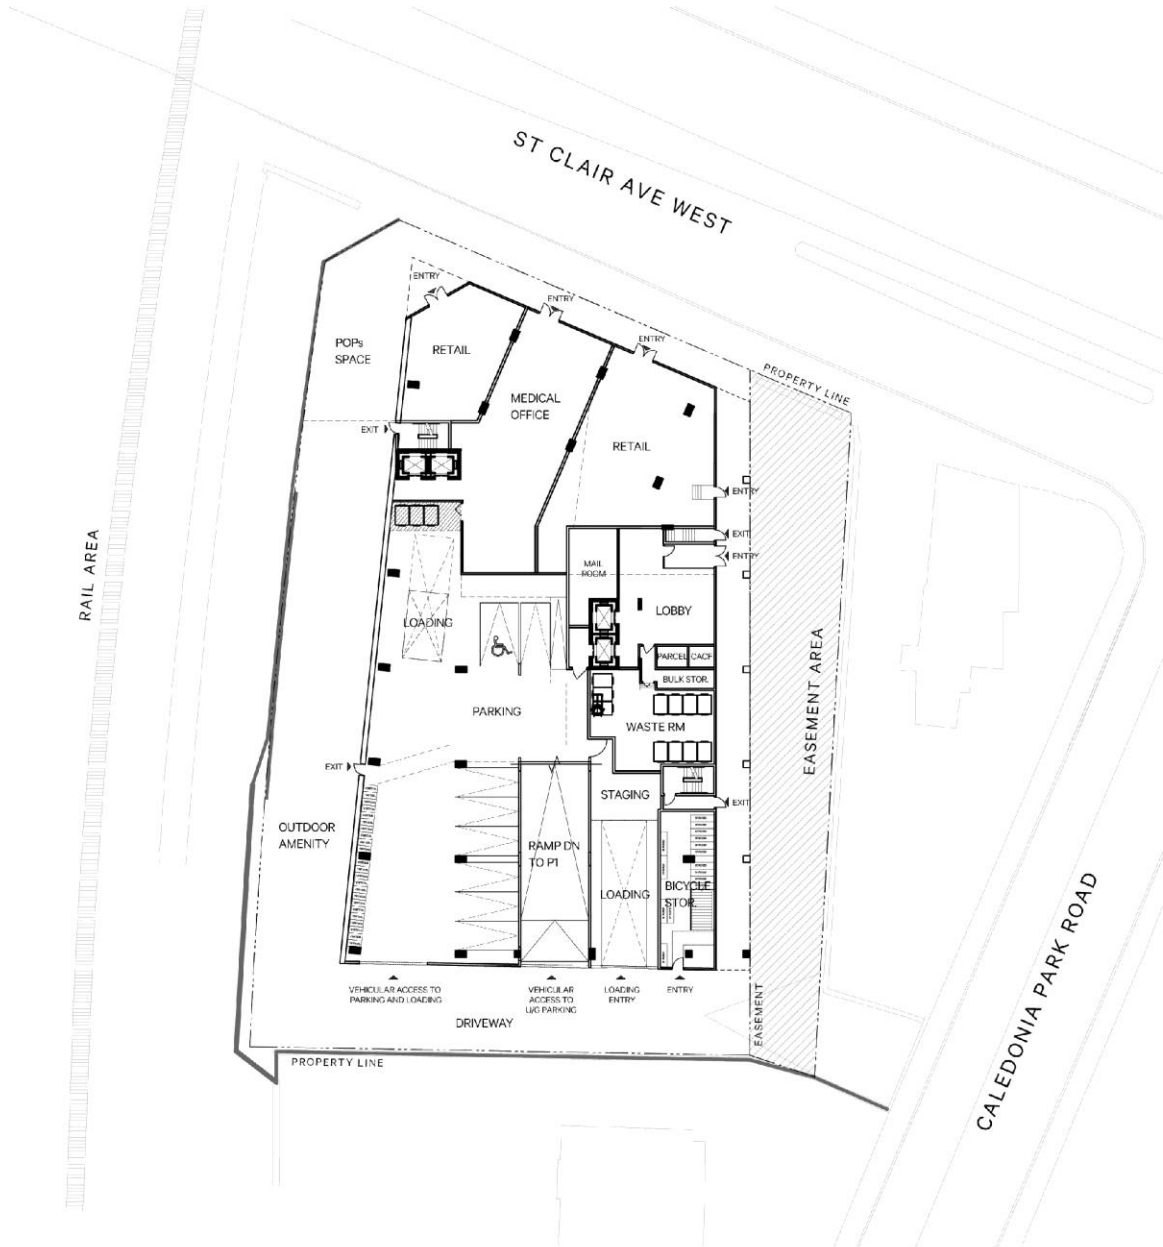 ST CLAIR AVE WEST
ENTRY
ENTRY
ENTRY
POPs
SPACE
RETAIL
PROPERTY LINE
MEDICAL
OFFICE
EXIT
RETAIL
ENTRY
EXIT
ENTRY
RAIL AREA
MAIL
ROOM
LOADING
LOBBY
PARCEL
CACF
BULK STOR.
EASEMENT AREA
PARKING
WASTE RM
EXIT
STAGING
EXIT
OUTDOOR
AMENITY
RAMP DN
TO P1
LOADING
BICYCLE
STOR.
VEHICULAR ACCESS TO
PARKING AND LOADING
VEHICULAR
ACCESS TO
U/G PARKING
LOADING
ENTRY
ENTRY
DRIVEWAY
EASEMENT
PROPERTY LINE
CALEDONIA PARK ROAD